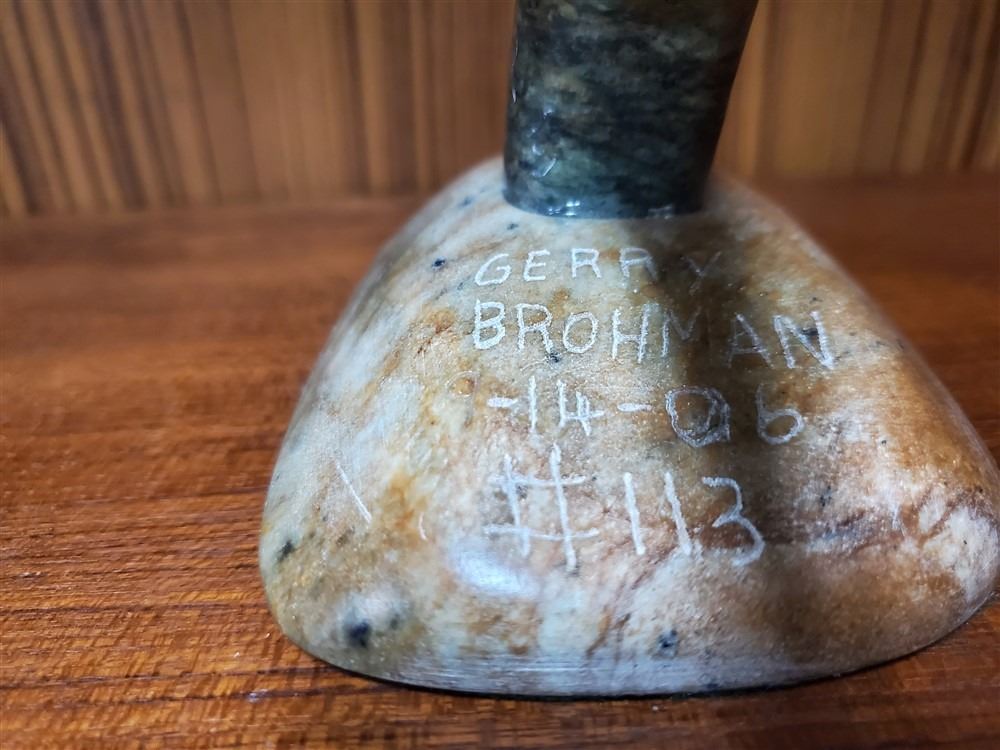 GERRY
BROHMAN
-14-06
#113